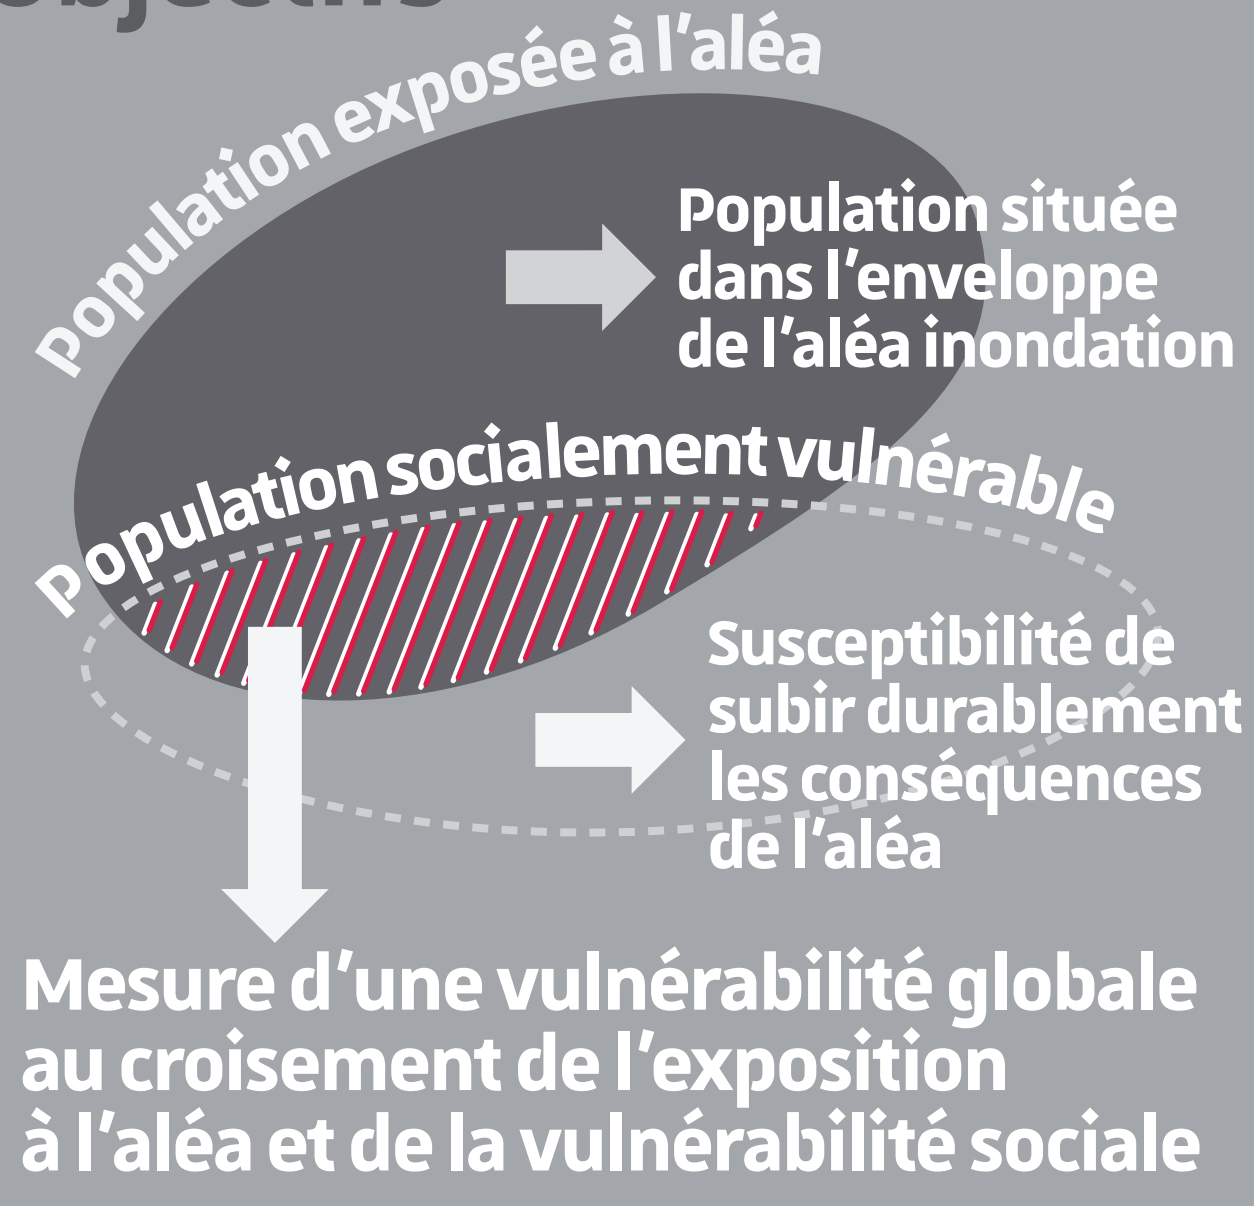 Population exposée à l'aléa
Population située
dans l'enveloppe
de l'aléa inondation
Population socialement vulnérable
Susceptibilité de
subir durablement
les conséquences
de l'aléa
Mesure d'une vulnérabilité globale
au croisement de l'exposition
à l'aléa et de la vulnérabilité sociale